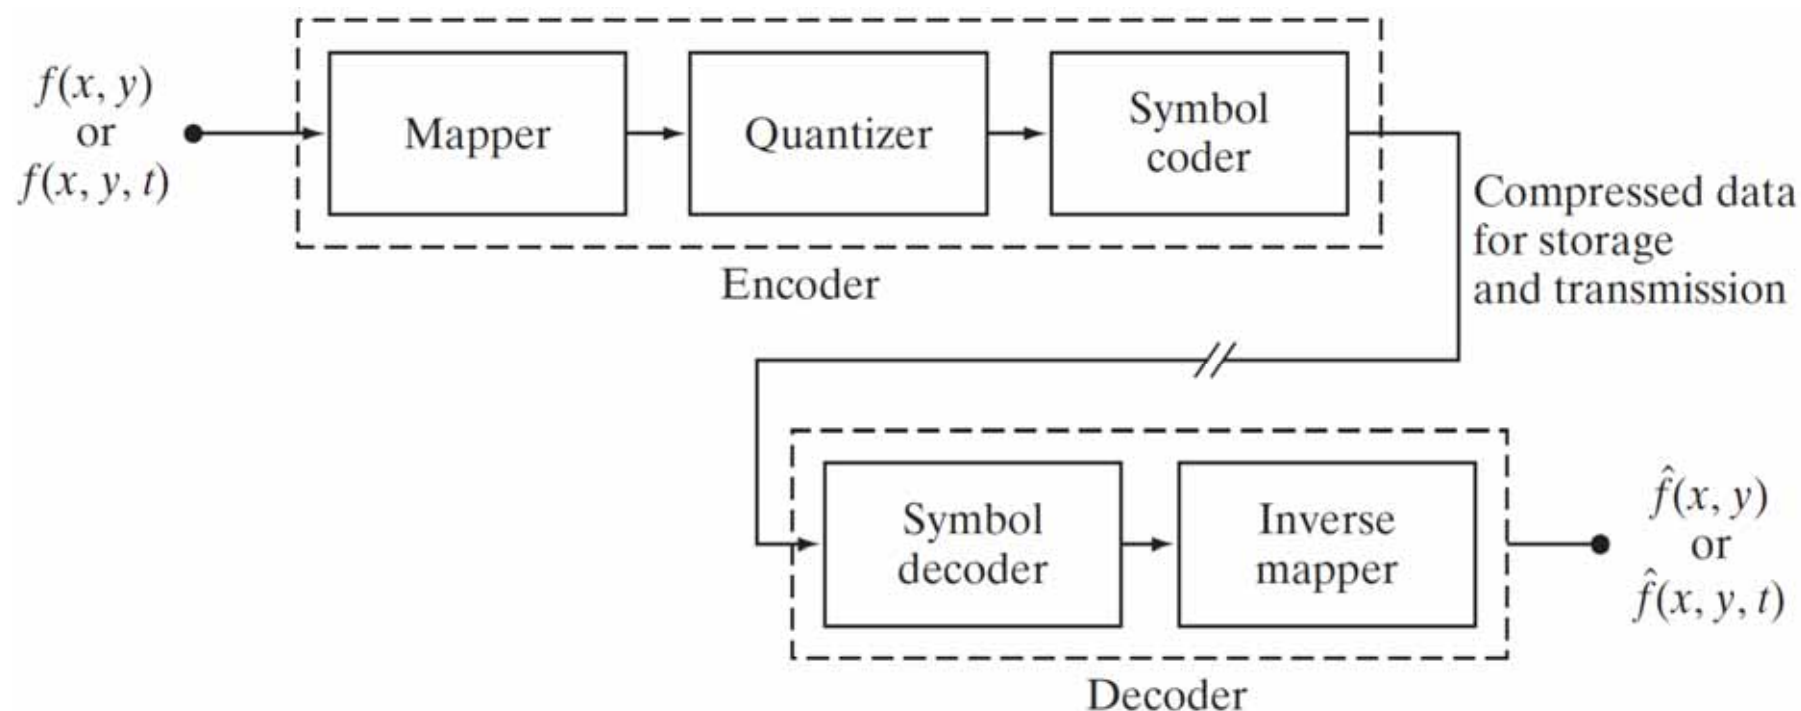 f(x, y)
or
f(x, y, t)
Mapper
Quantizer
Symbol
coder
Encoder
Compressed data
for storage
and transmission
Symbol
decoder
Inverse
mapper
Decoder
f̂(x, y)
or
f̂(x, y, t)